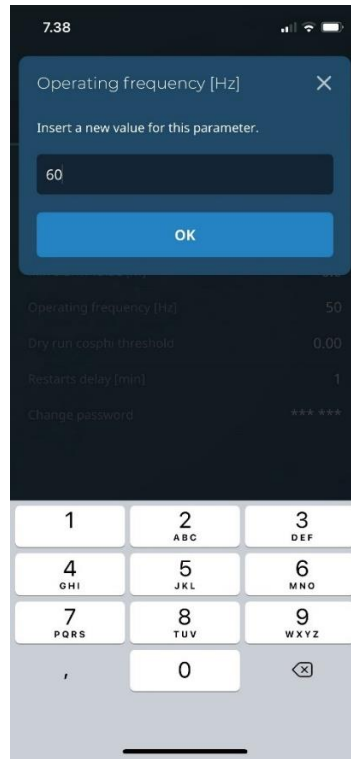 7.38
Operating frequency [Hz]
Insert a new value for this parameter.
60
OK
Operating frequency [Hz] 50
Dry run cosphi threshold 0.00
Restarts delay [min] 1
Change password *** ***
1
2 ABC
3 DEF
4 GHI
5 JKL
6 MNO
7 PQRS
8 TUV
9 WXYZ
,
0